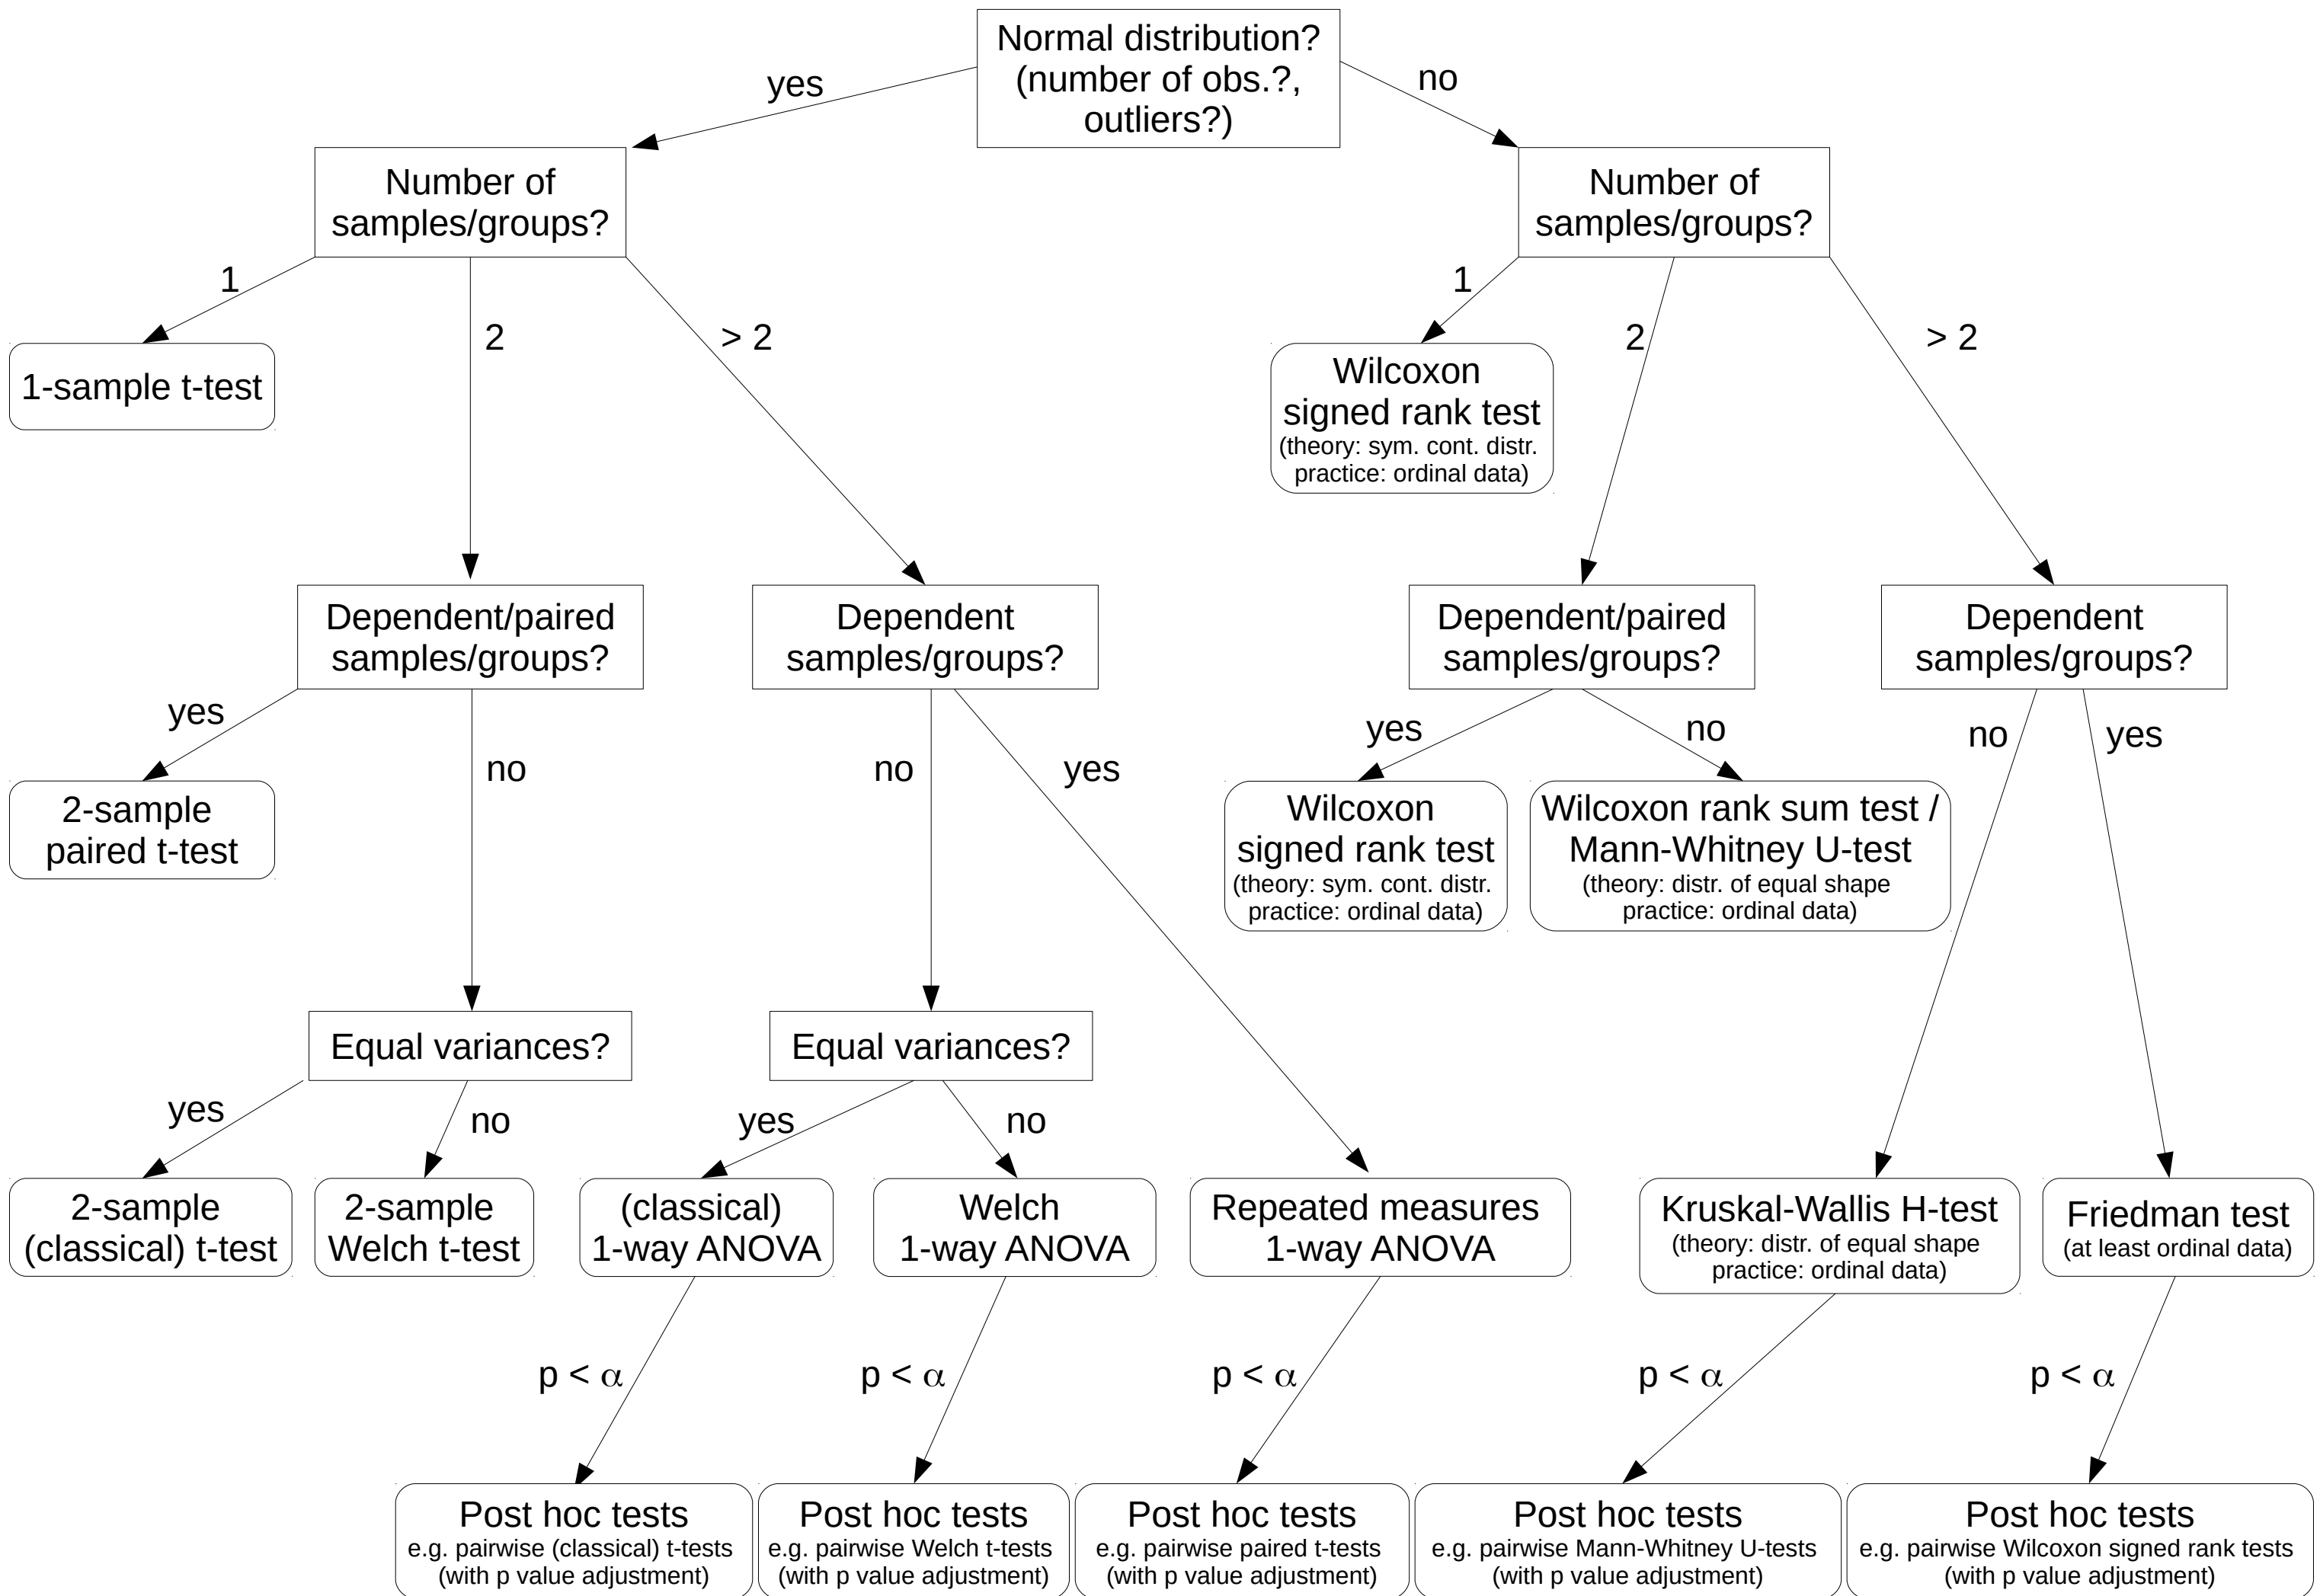 Normal distribution?
(number of obs.?,
outliers?)
yes
no
Number of
samples/groups?
Number of
samples/groups?
1
2
> 2
1
2
> 2
1-sample t-test
Wilcoxon
signed rank test
(theory: sym. cont. distr.
practice: ordinal data)
Dependent/paired
samples/groups?
Dependent
samples/groups?
Dependent/paired
samples/groups?
Dependent
samples/groups?
yes
no
no
yes
yes
no
no
yes
2-sample
paired t-test
Wilcoxon
signed rank test
(theory: sym. cont. distr.
practice: ordinal data)
Wilcoxon rank sum test /
Mann-Whitney U-test
(theory: distr. of equal shape
practice: ordinal data)
Equal variances?
Equal variances?
yes
no
yes
no
2-sample
(classical) t-test
2-sample
Welch t-test
(classical)
1-way ANOVA
Welch
1-way ANOVA
Repeated measures
1-way ANOVA
Kruskal-Wallis H-test
(theory: distr. of equal shape
practice: ordinal data)
Friedman test
(at least ordinal data)
p < α
p < α
p < α
p < α
p < α
Post hoc tests
e.g. pairwise (classical) t-tests
(with p value adjustment)
Post hoc tests
e.g. pairwise Welch t-tests
(with p value adjustment)
Post hoc tests
e.g. pairwise paired t-tests
(with p value adjustment)
Post hoc tests
e.g. pairwise Mann-Whitney U-tests
(with p value adjustment)
Post hoc tests
e.g. pairwise Wilcoxon signed rank tests
(with p value adjustment)